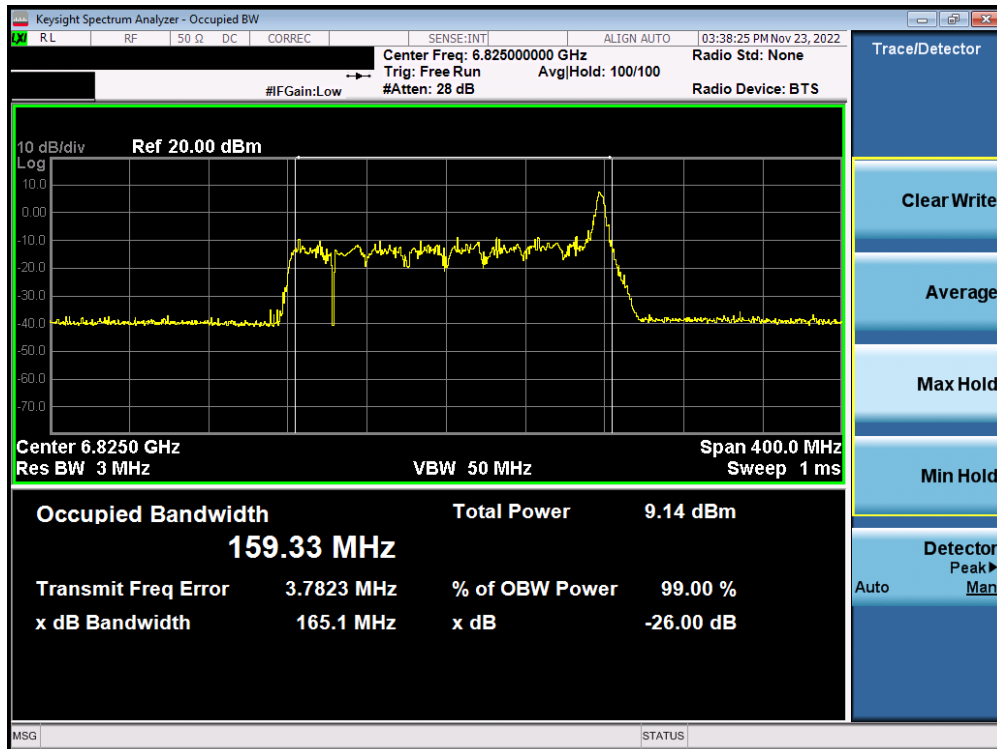 Keysight Spectrum Analyzer - Occupied BW
LXI RL RF 50 Ω DC CORREC SENSE:INT ALIGN AUTO 03:38:25 PM Nov 23, 2022
Center Freq: 6.825000000 GHz Radio Std: None
Trig: Free Run Avg|Hold: 100/100
#IFGain:Low #Atten: 28 dB Radio Device: BTS
Trace/Detector
10 dB/div Ref 20.00 dBm
Log
10.0
0.00
-10.0
-20.0
-30.0
-40.0
-50.0
-60.0
-70.0
Center 6.8250 GHz Span 400.0 MHz
Res BW 3 MHz VBW 50 MHz Sweep 1 ms
Occupied Bandwidth Total Power 9.14 dBm
159.33 MHz
Transmit Freq Error 3.7823 MHz % of OBW Power 99.00 %
x dB Bandwidth 165.1 MHz x dB -26.00 dB
Clear Write
Average
Max Hold
Min Hold
Detector
Peak▶
Auto Man
MSG STATUS